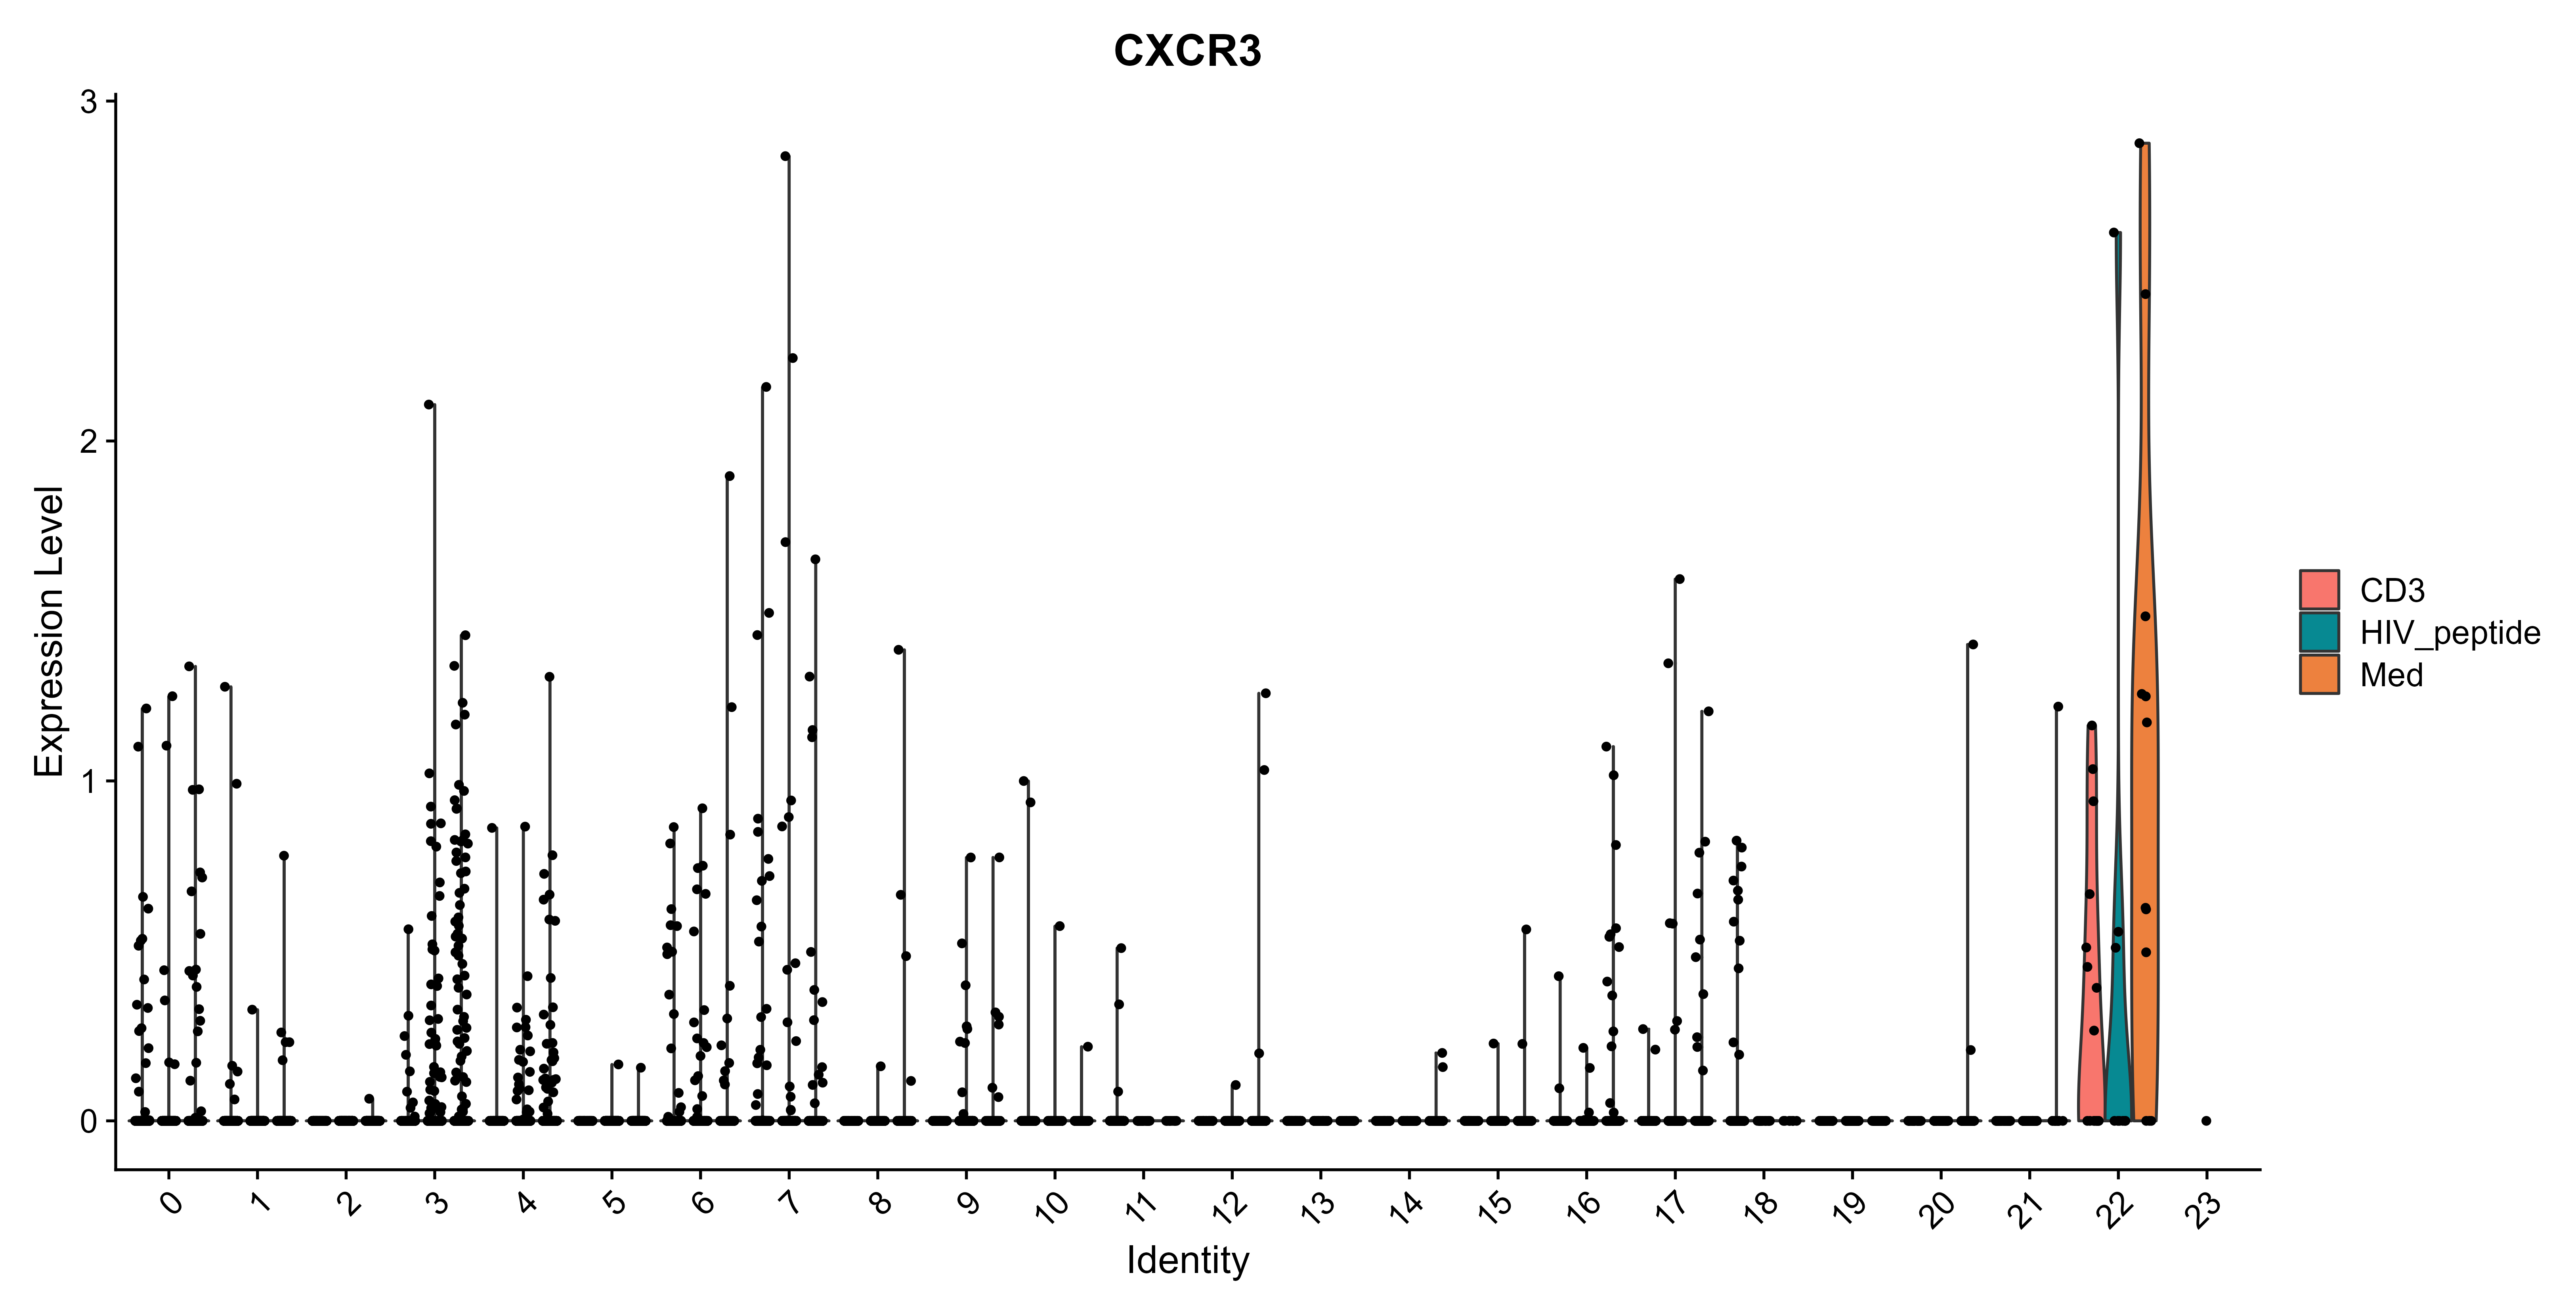 CXCR3
Expression Level
3
2
1
0
0 1 2 3 4 5 6 7 8 9 10 11 12 13 14 15 16 17 18 19 20 21 22 23
Identity
CD3
HIV_peptide
Med